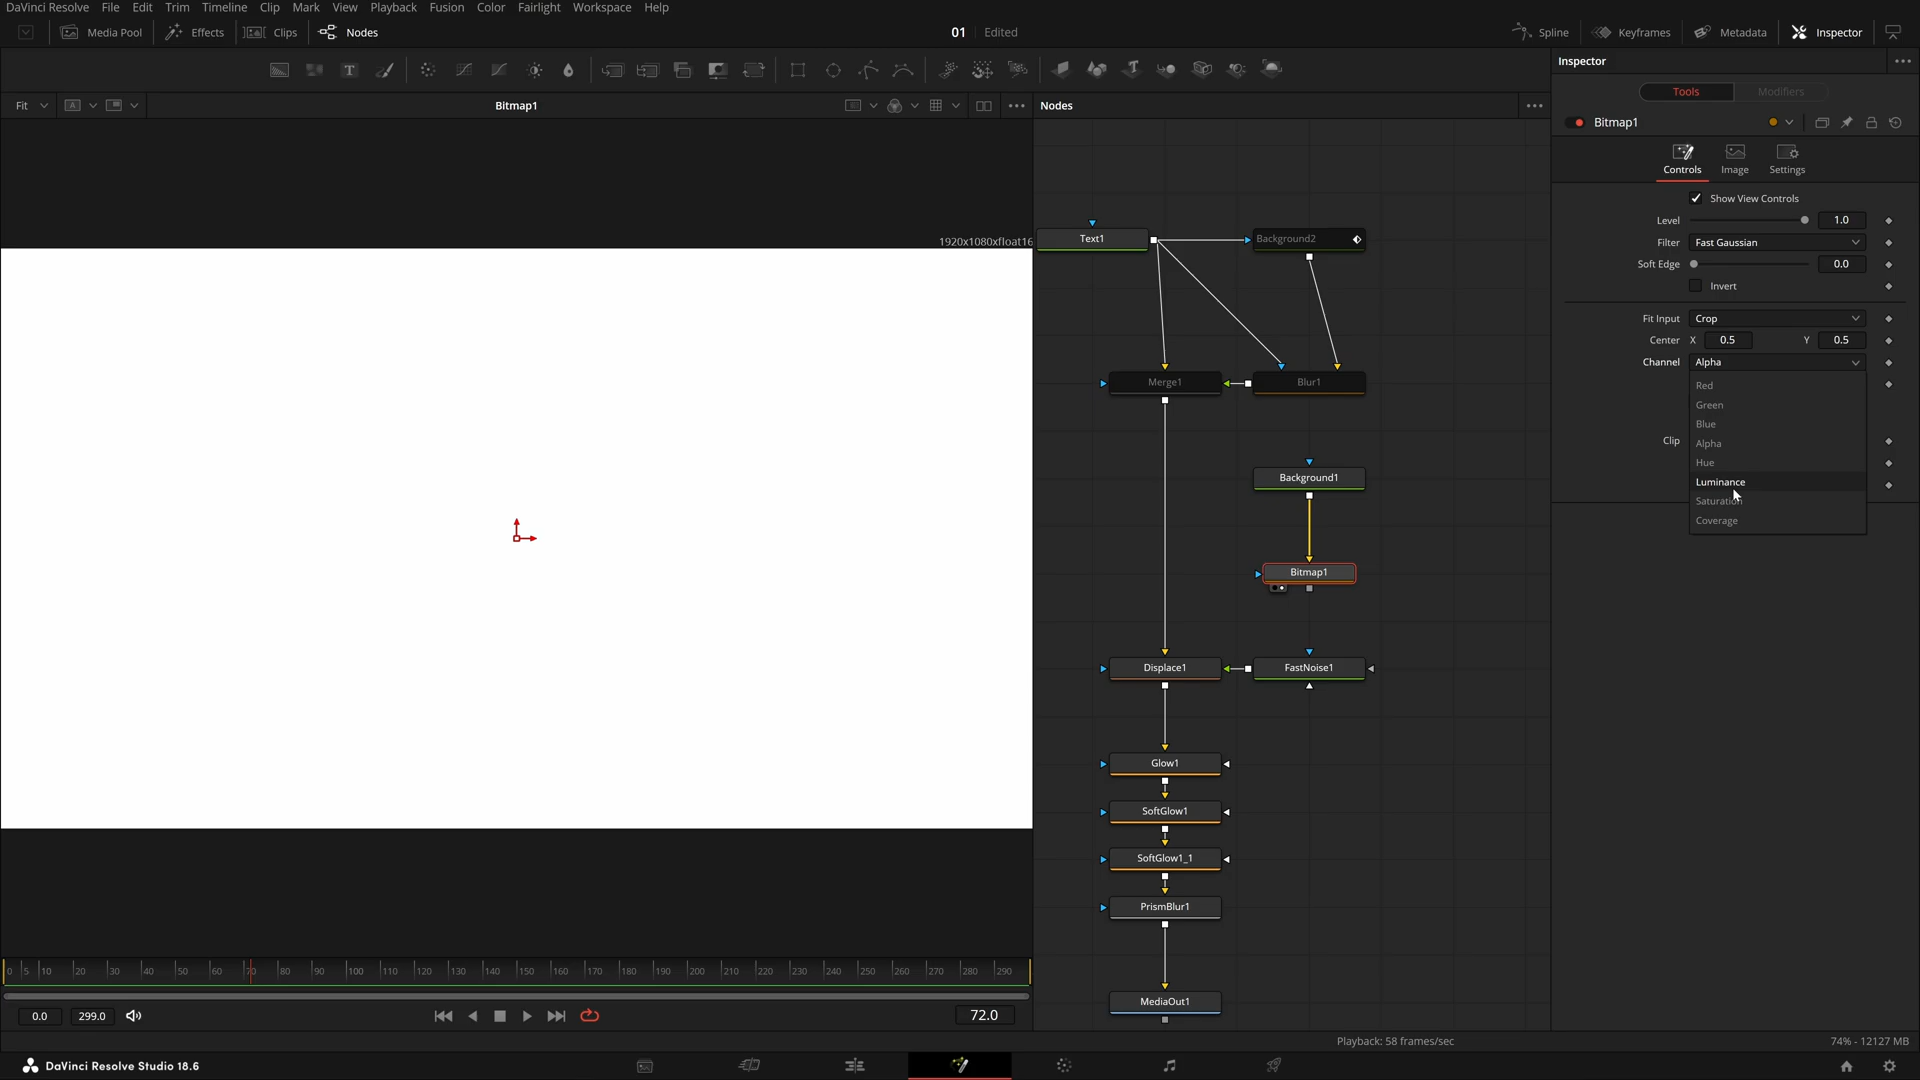 DaVinci Resolve File Edit Trim Timeline Clip Mark View Playback Fusion Color Fairlight Workspace Help
Media Pool Effects Clips Nodes 01 Edited Spline Keyframes Metadata Inspector
Inspector
Fit Bitmap1 Nodes
Tools Modifiers
Bitmap1
Controls Image Settings
Show View Controls
Level 1.0
Filter Fast Gaussian
Soft Edge 0.0
Invert
Fit Input Crop
Center X 0.5 Y 0.5
Channel Alpha
Red
Green
Blue
Alpha
Clip
Hue
Luminance
Saturation
Coverage
1920x1080xfloat16
Text1 Background2
Merge1 Blur1
Background1
Bitmap1
Displace1 FastNoise1
Glow1
SoftGlow1
SoftGlow1_1
PrismBlur1
MediaOut1
0 5 10 20 30 40 50 60 70 80 90 100 110 120 130 140 150 160 170 180 190 200 210 220 230 240 250 260 270 280 290
0.0 299.0 72.0
Playback: 58 frames/sec 74% - 12127 MB
DaVinci Resolve Studio 18.6